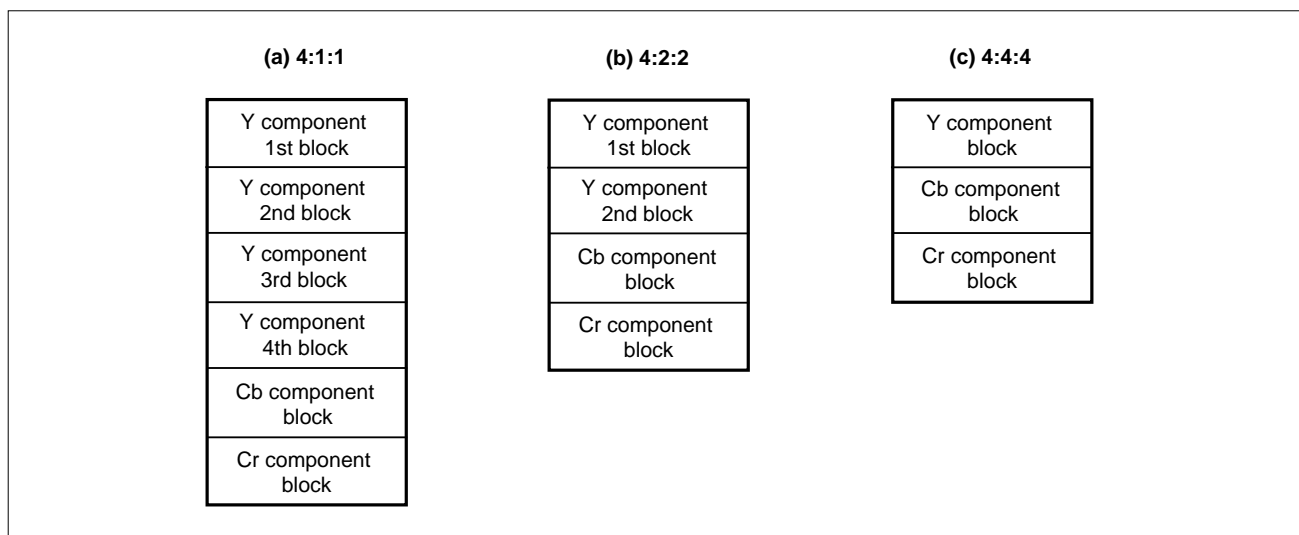 (a) 4:1:1
Y component
1st block
Y component
2nd block
Y component
3rd block
Y component
4th block
Cb component
block
Cr component
block
(b) 4:2:2
Y component
1st block
Y component
2nd block
Cb component
block
Cr component
block
(c) 4:4:4
Y component
block
Cb component
block
Cr component
block